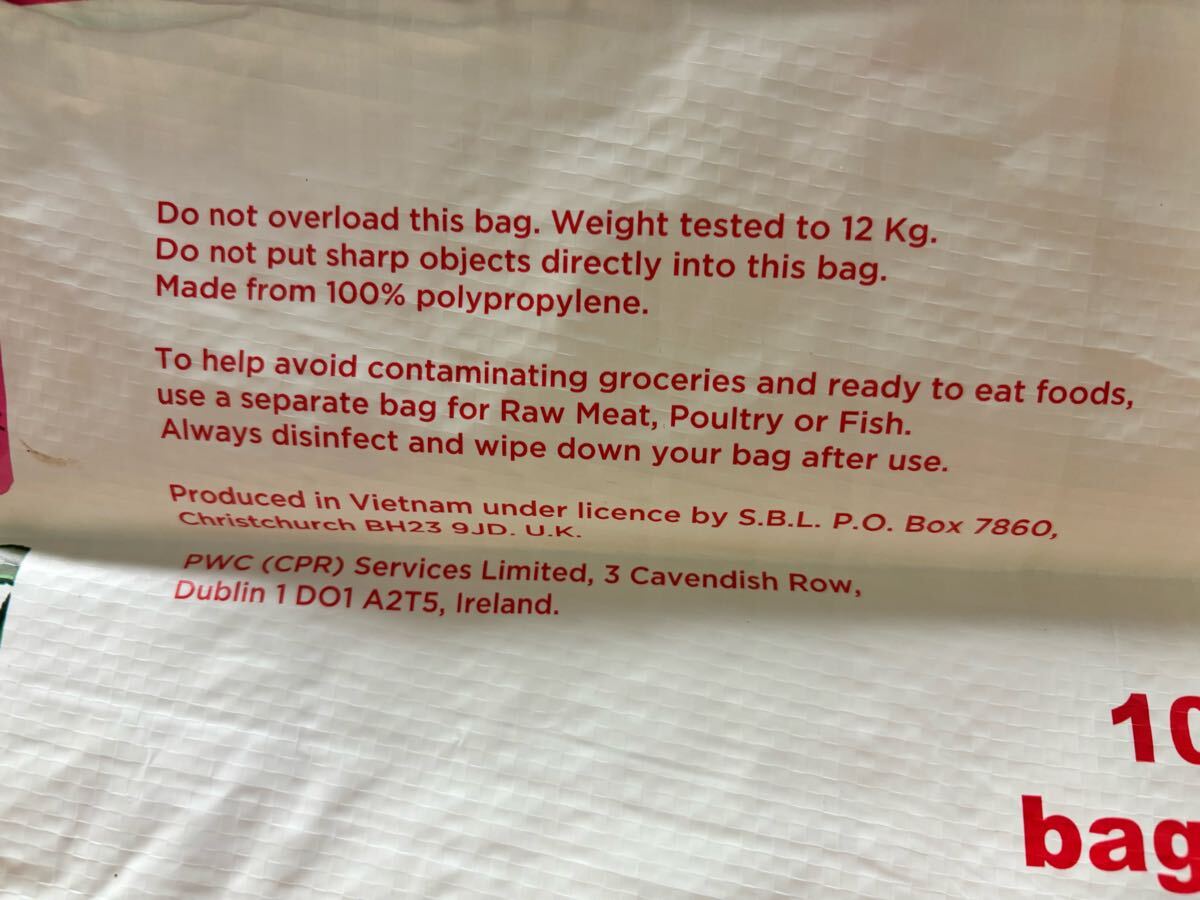 Do not overload this bag. Weight tested to 12 Kg.
Do not put sharp objects directly into this bag.
Made from 100% polypropylene.
To help avoid contaminating groceries and ready to eat foods,
use a separate bag for Raw Meat, Poultry or Fish.
Always disinfect and wipe down your bag after use.
Produced in Vietnam under licence by S.B.L. P.O. Box 7860,
Christchurch BH23 9JD. U.K.
PWC (CPR) Services Limited, 3 Cavendish Row,
Dublin 1 DO1 A2T5, Ireland.
10
bag